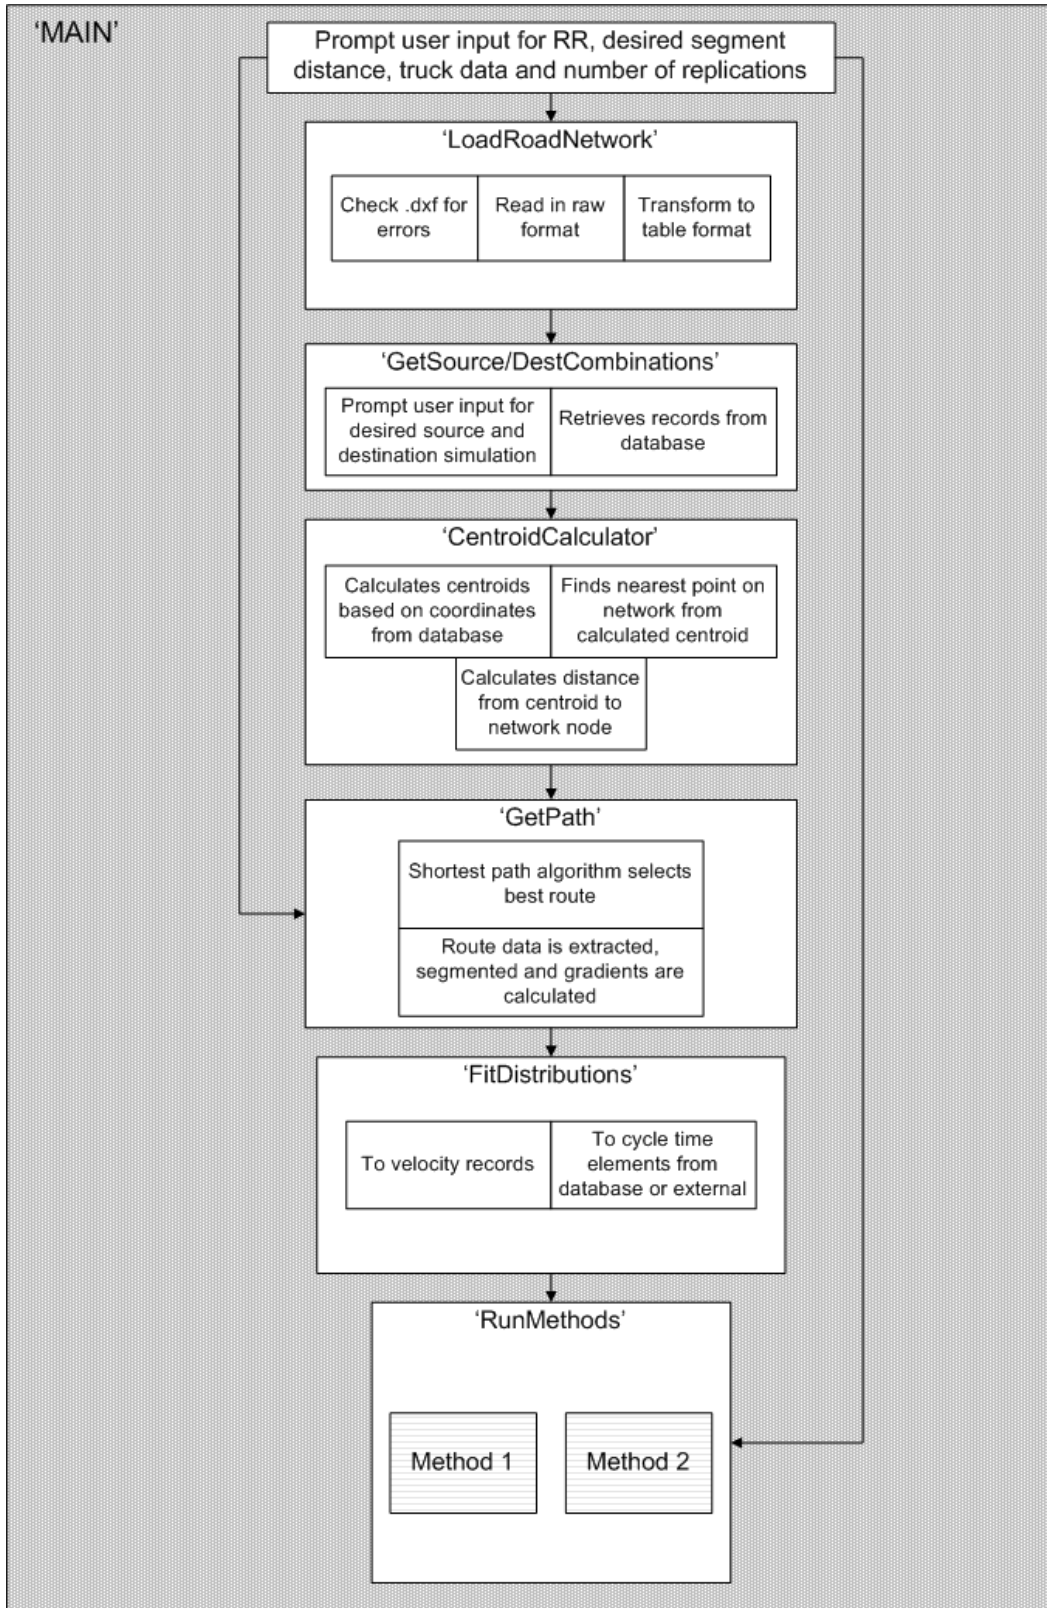 ‘MAIN’
Prompt user input for RR, desired segment
distance, truck data and number of replications
‘LoadRoadNetwork’
Check .dxf for
errors
Read in raw
format
Transform to
table format
‘GetSource/DestCombinations’
Prompt user input for
desired source and
destination simulation
Retrieves records from
database
‘CentroidCalculator’
Calculates centroids
based on coordinates
from database
Finds nearest point on
network from
calculated centroid
Calculates distance
from centroid to
network node
‘GetPath’
Shortest path algorithm selects
best route
Route data is extracted,
segmented and gradients are
calculated
‘FitDistributions’
To velocity records
To cycle time
elements from
database or external
‘RunMethods’
Method 1
Method 2